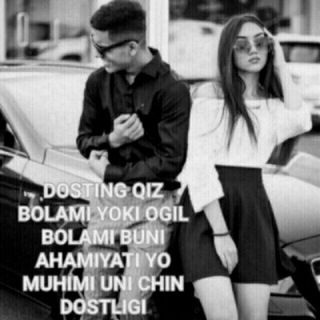 DOSTING QIZ
BOLAMI YOKI OGIL
BOLAMI BUNI
AHAMIYATI YO
MUHIMI UNI CHIN
DOSTLIGI